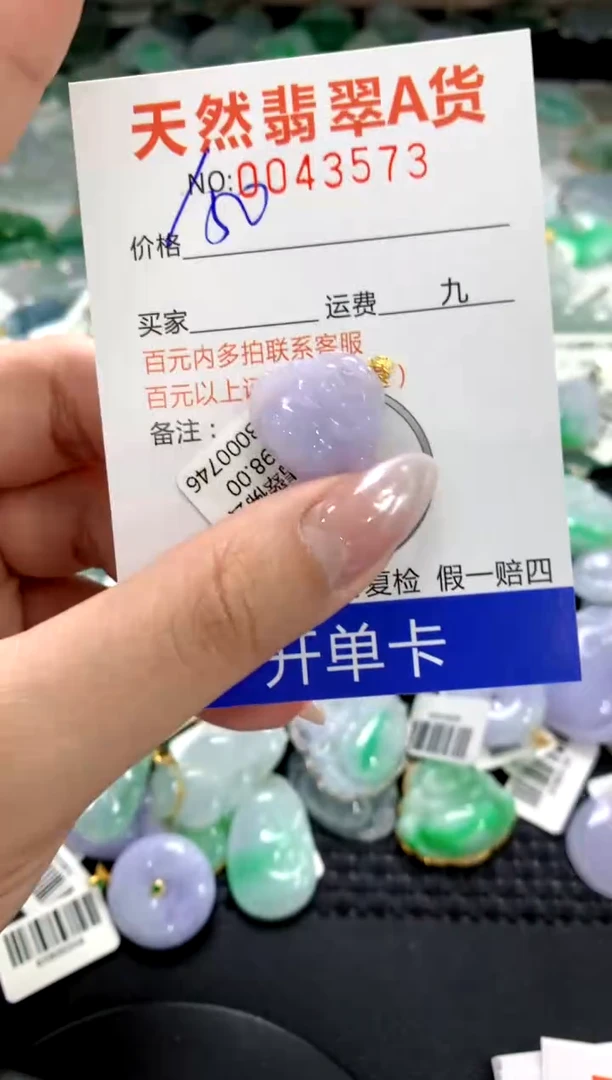 天然翡翠A货
NO:0043573
价格
买家 运费 九
百元内多拍联系客服
百元以上
备注：
3000746
98.00
复检 假一赔四
开单卡